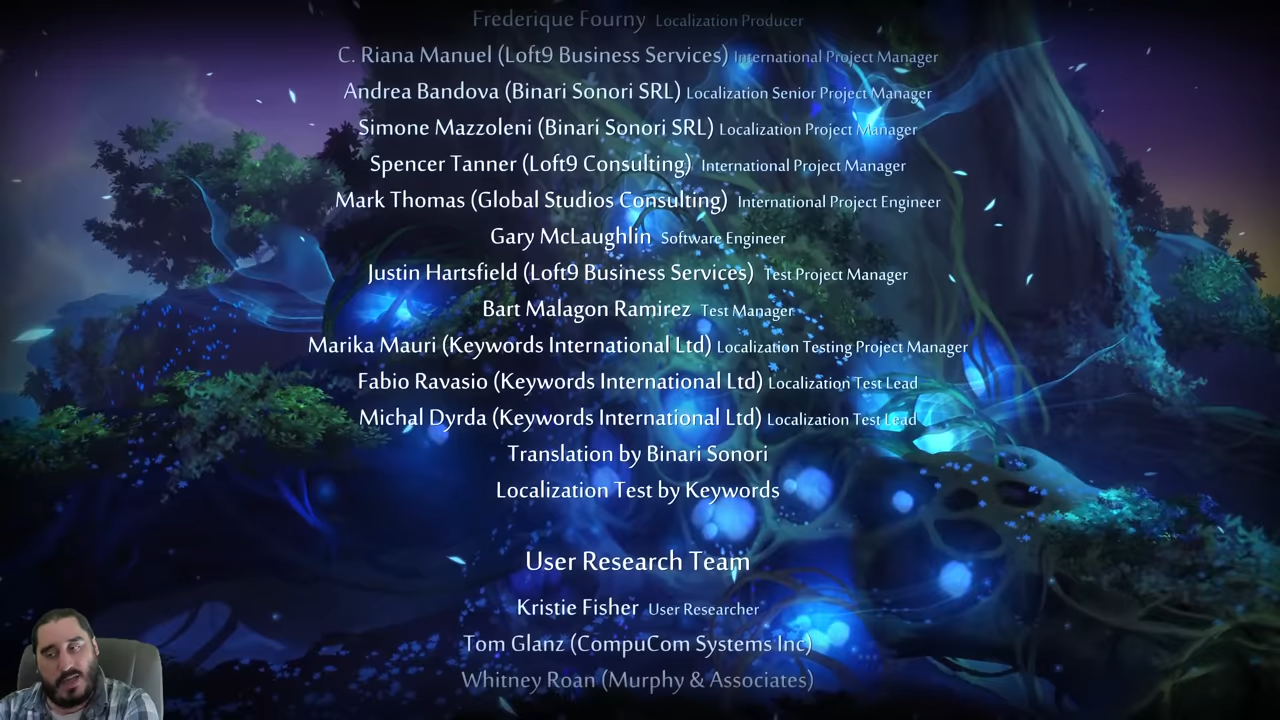 Frederique Fourny Localization Producer
C. Riana Manuel (Loft9 Business Services) International Project Manager
Andrea Bandova (Binari Sonori SRL) Localization Senior Project Manager
Simone Mazzoleni (Binari Sonori SRL) Localization Project Manager
Spencer Tanner (Loft9 Consulting) International Project Manager
Mark Thomas (Global Studios Consulting) International Project Engineer
Gary McLaughlin Software Engineer
Justin Hartsfield (Loft9 Business Services) Test Project Manager
Bart Malagon Ramirez Test Manager
Marika Mauri (Keywords International Ltd) Localization Testing Project Manager
Fabio Ravasio (Keywords International Ltd) Localization Test Lead
Michal Dyrda (Keywords International Ltd) Localization Test Lead
Translation by Binari Sonori
Localization Test by Keywords
User Research Team
Kristie Fisher User Researcher
Tom Glanz (CompuCom Systems Inc)
Whitney Roan (Murphy & Associates)